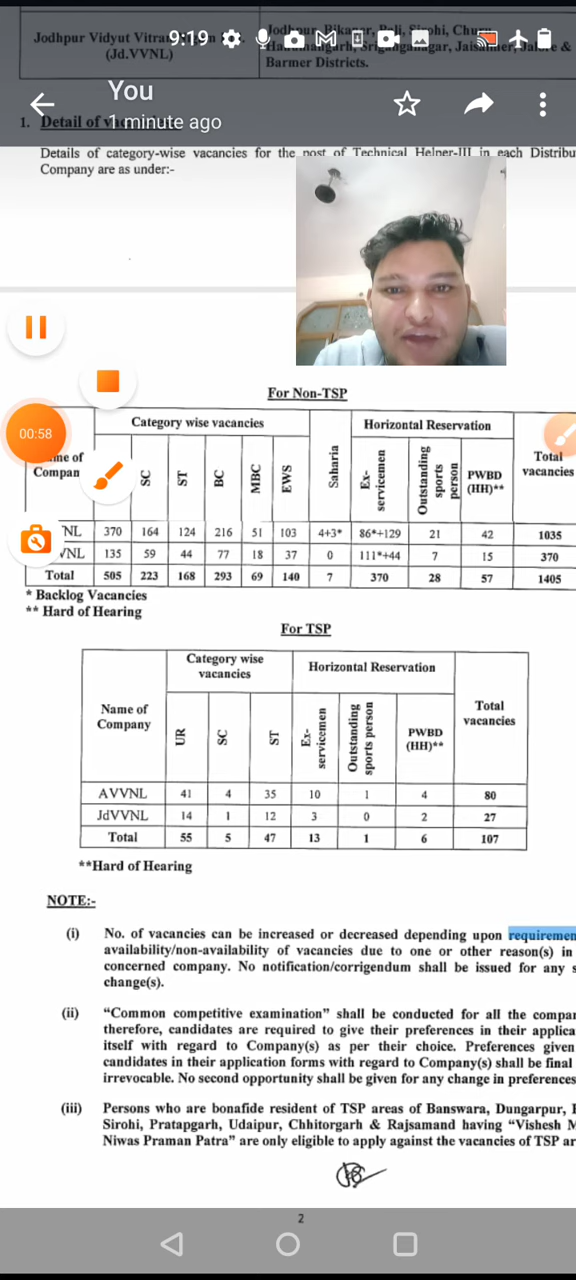 Jodhpur Vidyut
(Jd.VVNL)
9:19
Barmer Districts.
You
1 minute ago
1. Detail of
Details of category-wise vacancies for the post of Technical Helper-III in each
Company are as under:-
00:58
For Non-TSP
Category wise vacancies
Horizontal Reservation
Total
vacancies
SC
ST
BC
MBC
EWS
Saharia
Ex-
servicemen
Outstanding
sports
person
PWBD
(HH)**
NL 370 164 124 216 51 103 4+3* 86*+129 21 42 1035
VNL 135 59 44 77 18 37 0 111*+44 7 15 370
Total 505 223 168 293 69 140 7 370 28 57 1405
* Backlog Vacancies
** Hard of Hearing
For TSP
Name of
Company
Category wise
vacancies
Horizontal Reservation
Total
vacancies
UR
SC
ST
Ex-
servicemen
Outstanding
sports person
PWBD
(HH)**
AVVNL 41 4 35 10 1 4 80
JdVVNL 14 1 12 3 0 2 27
Total 55 5 47 13 1 6 107
**Hard of Hearing
NOTE:-
(i) No. of vacancies can be increased or decreased depending upon requiremen
availability/non-availability of vacancies due to one or other reason(s) in
concerned company. No notification/corrigendum shall be issued for any s
change(s).
(ii) “Common competitive examination” shall be conducted for all the compa
therefore, candidates are required to give their preferences in their applica
itself with regard to Company(s) as per their choice. Preferences given
candidates in their application forms with regard to Company(s) shall be final
irrevocable. No second opportunity shall be given for any change in preferences
(iii) Persons who are bonafide resident of TSP areas of Banswara, Dungarpur,
Sirohi, Pratapgarh, Udaipur, Chhitorgarh & Rajsamand having “Vishesh M
Niwas Praman Patra” are only eligible to apply against the vacancies of TSP ar
2